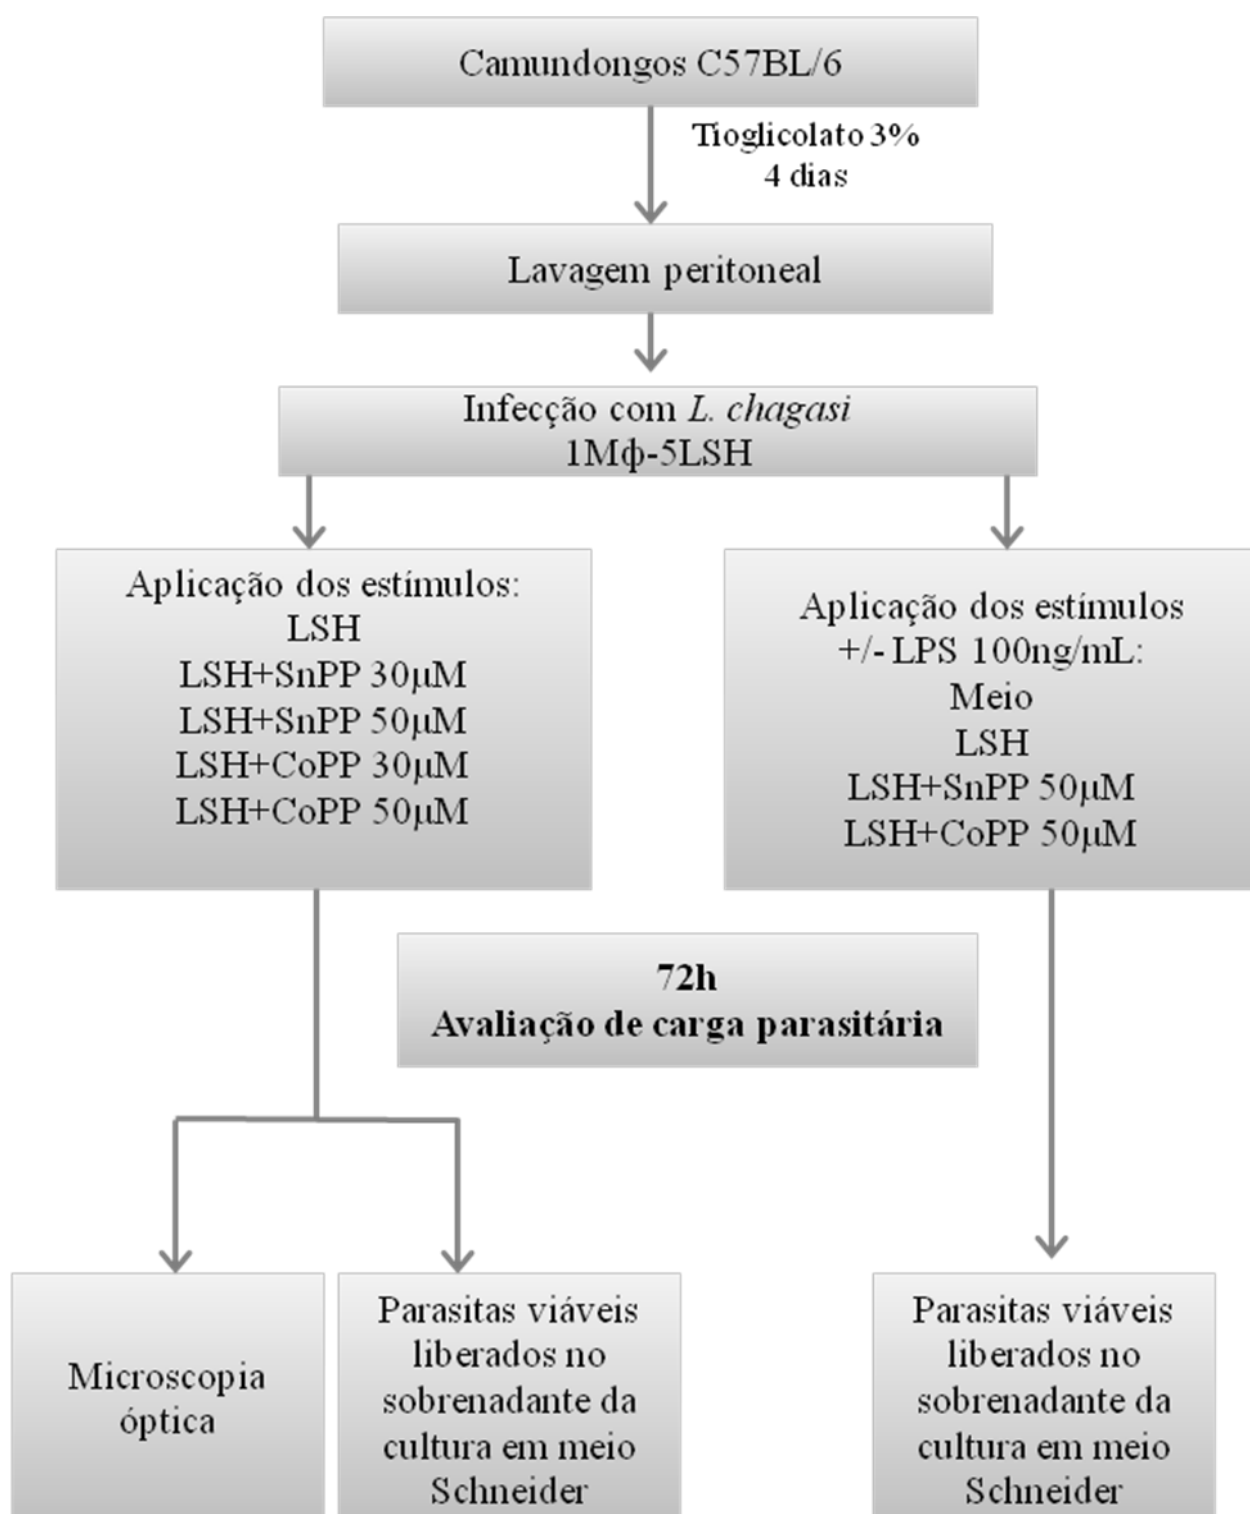 Camundongos C57BL/6
Tioglicolato 3%
4 dias
Lavagem peritoneal
Infecção com L. chagasi
1Mф-5LSH
Aplicação dos estímulos:
LSH
LSH+SnPP 30µM
LSH+SnPP 50µM
LSH+CoPP 30µM
LSH+CoPP 50µM
Aplicação dos estímulos
+/- LPS 100ng/mL:
Meio
LSH
LSH+SnPP 50µM
LSH+CoPP 50µM
72h
Avaliação de carga parasitária
Microscopia
óptica
Parasitas viáveis
liberados no
sobrenadante da
cultura em meio
Schneider
Parasitas viáveis
liberados no
sobrenadante da
cultura em meio
Schneider